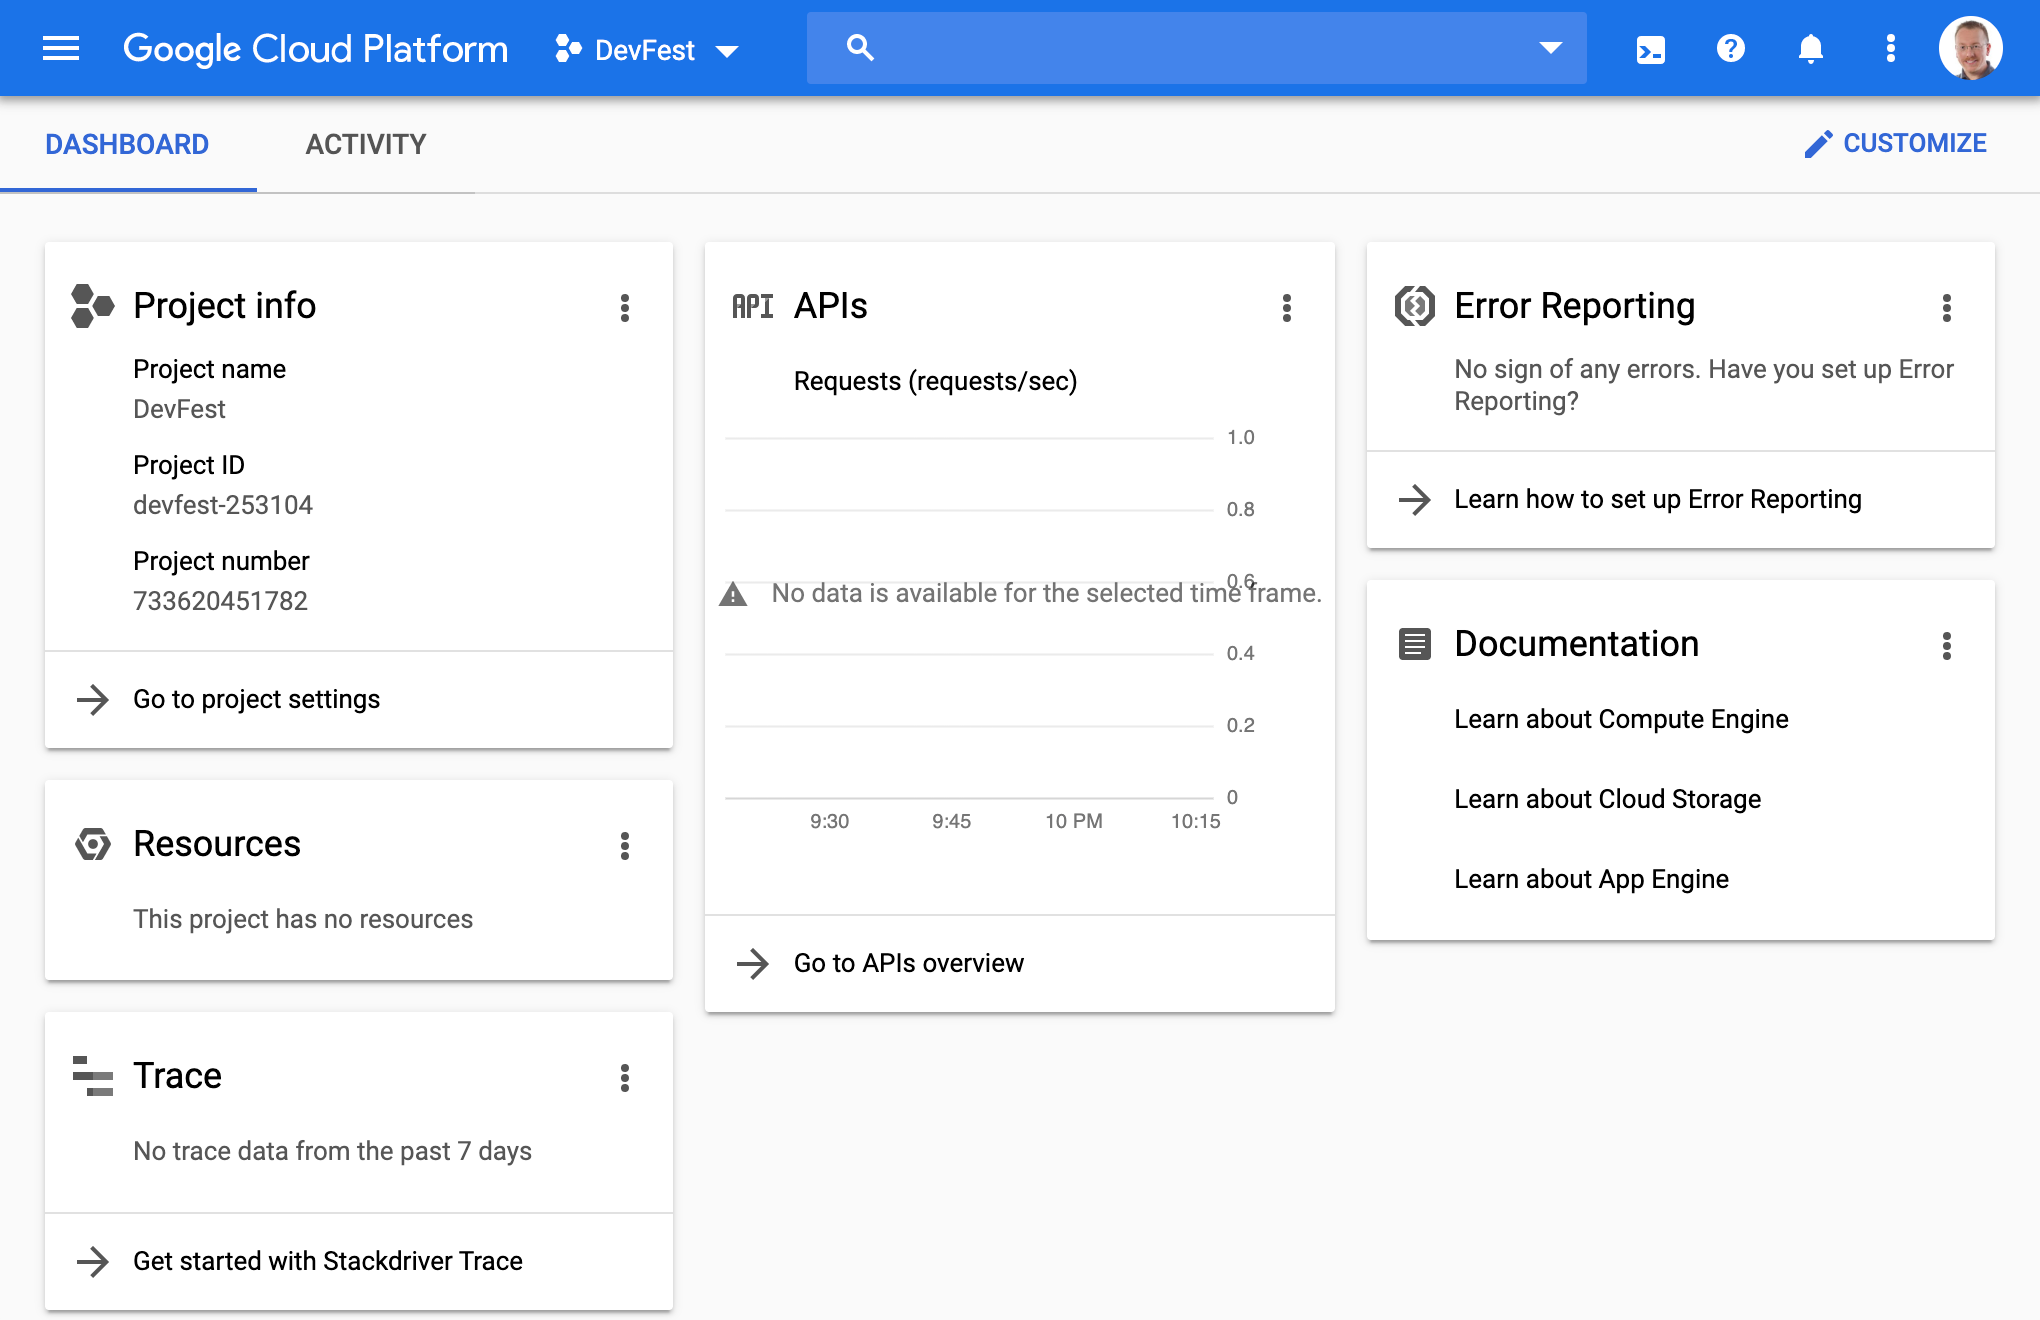 Google Cloud Platform
DevFest
DASHBOARD
ACTIVITY
CUSTOMIZE
Project info
Project name
DevFest
Project ID
devfest-253104
Project number
733620451782
Go to project settings
Resources
This project has no resources
Trace
No trace data from the past 7 days
Get started with Stackdriver Trace
API
APIs
Requests (requests/sec)
1.0
0.8
0.6
No data is available for the selected time frame.
0.4
0.2
0
9:30
9:45
10 PM
10:15
Go to APIs overview
Error Reporting
No sign of any errors. Have you set up Error
Reporting?
Learn how to set up Error Reporting
Documentation
Learn about Compute Engine
Learn about Cloud Storage
Learn about App Engine